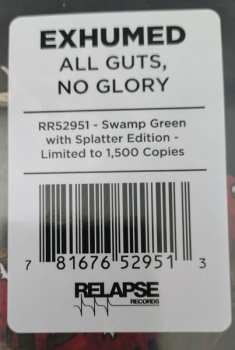 EXHUMED
ALL GUTS,
NO GLORY
RR52951 - Swamp Green
with Splatter Edition -
Limited to 1,500 Copies
7 81676 52951 3
RELAPSE
RECORDS